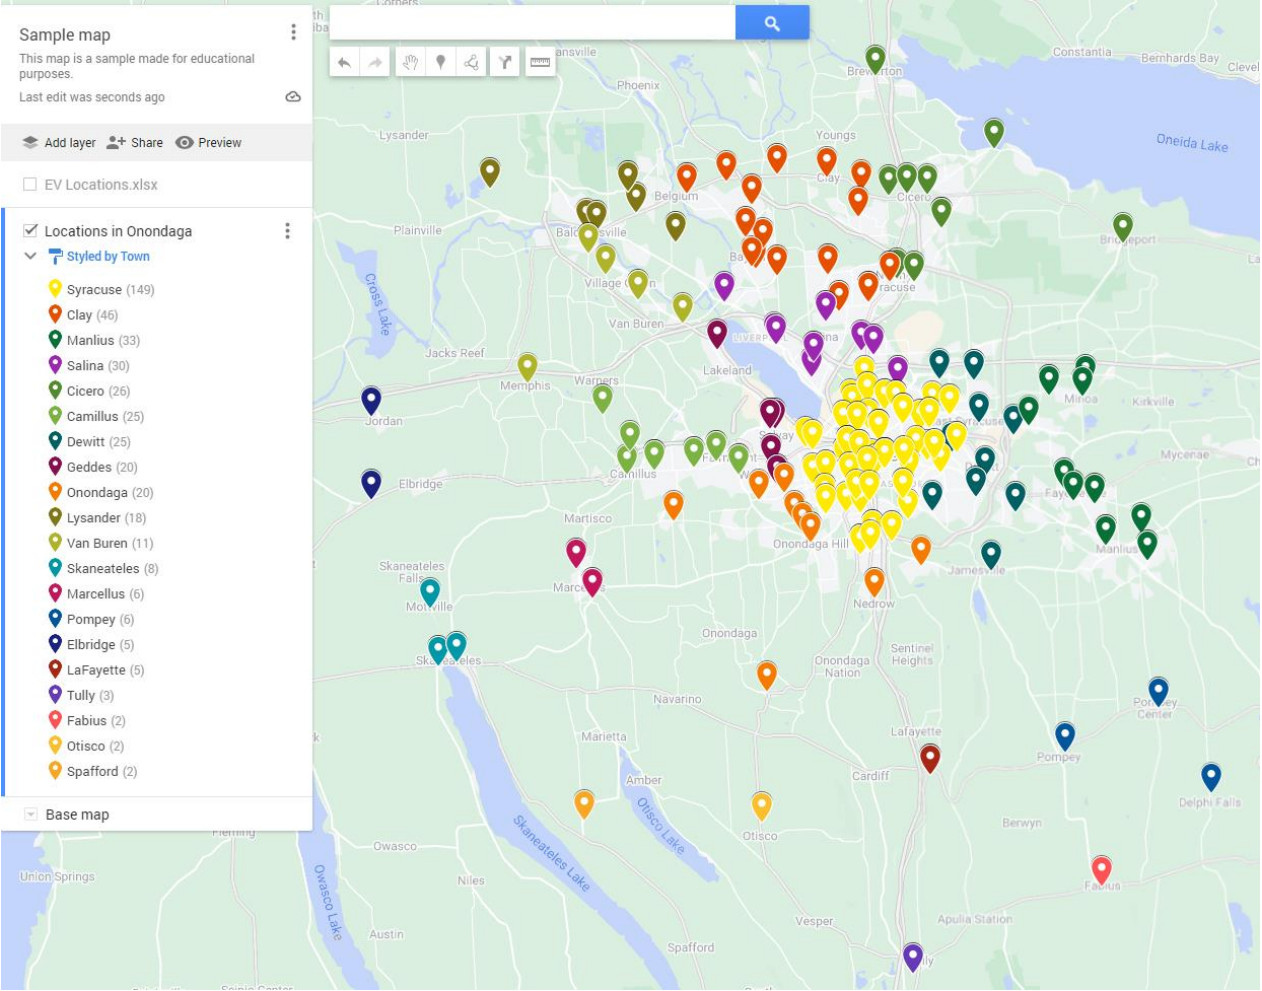 Sample map
This map is a sample made for educational
purposes.
Last edit was seconds ago
Add layer
Share
Preview
EV Locations.xlsx
Locations in Onondaga
Styled by Town
Syracuse (149)
Clay (46)
Manlius (33)
Salina (30)
Cicero (26)
Camillus (25)
Dewitt (25)
Geddes (20)
Onondaga (20)
Lysander (18)
Van Buren (11)
Skaneateles (8)
Marcellus (6)
Pompey (6)
Elbridge (5)
LaFayette (5)
Tully (3)
Fabius (2)
Otisco (2)
Spafford (2)
Base map
Constantia
Bernhards Bay
Phoenix
Lysander
Youngs
Oneida Lake
Clay
Belgium
Cicero
Plainville
Cross Lake
Van Buren
Jacks Reef
Lakeland
Memphis
Warners
Minoa
Kirkville
Jordan
Mycenae
Camillus
Elbridge
Martisco
Onondaga Hill
Manlius
Skaneateles
Falls
Jamesville
Nedrow
Onondaga
Sentinel
Heights
Onondaga
Nation
Navarino
Center
Marietta
Lafayette
Pompey
Cardiff
Amber
Otisco Lake
Delphi Falls
Skaneateles Lake
Otisco
Berwyn
Fleming
Owasco
Union Springs
Owasco Lake
Niles
Fabius
Vesper
Apulia Station
Austin
Spafford